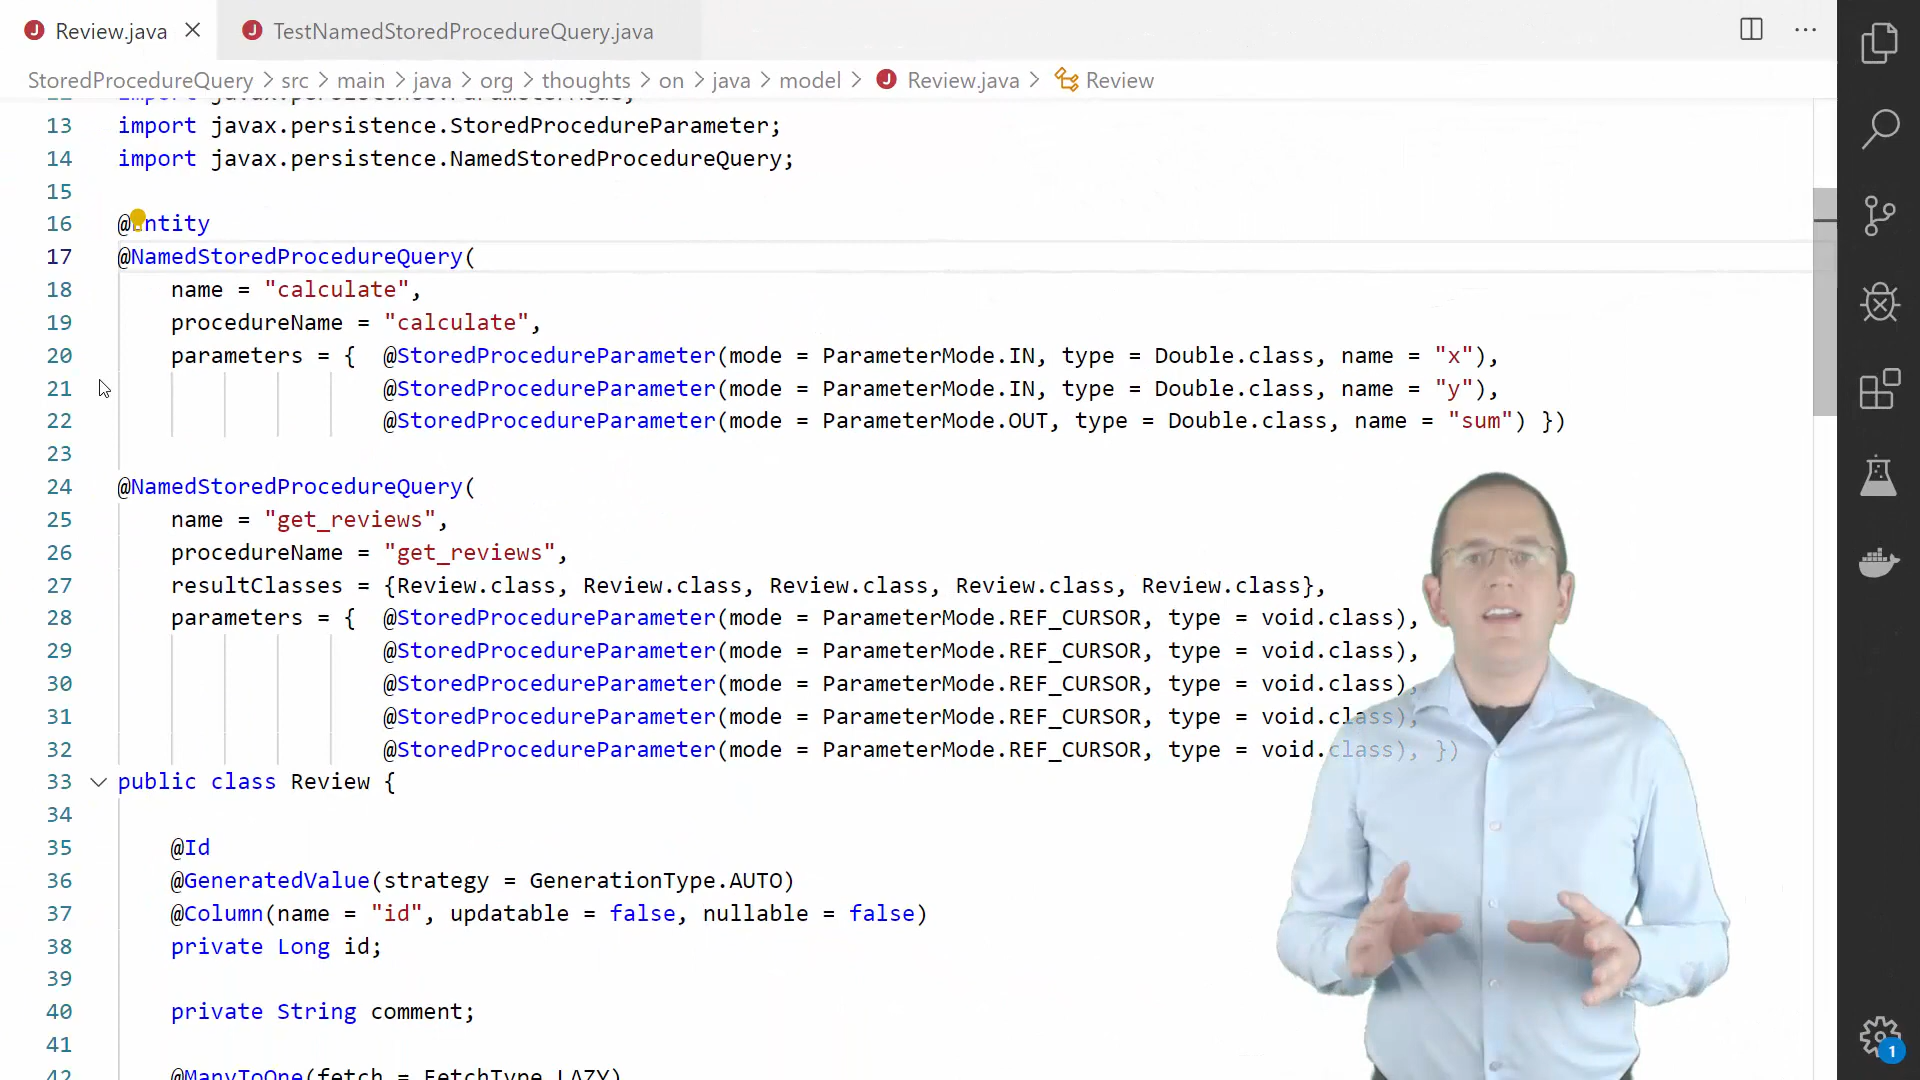 Review.java
TestNamedStoredProcedureQuery.java
StoredProcedureQuery > src > main > java > org > thoughts > on > java > model > Review.java > Review
13 import javax.persistence.StoredProcedureParameter;
14 import javax.persistence.NamedStoredProcedureQuery;
15
16 @Entity
17 @NamedStoredProcedureQuery(
18 name = "calculate",
19 procedureName = "calculate",
20 parameters = { @StoredProcedureParameter(mode = ParameterMode.IN, type = Double.class, name = "x"),
21 @StoredProcedureParameter(mode = ParameterMode.IN, type = Double.class, name = "y"),
22 @StoredProcedureParameter(mode = ParameterMode.OUT, type = Double.class, name = "sum") })
23
24 @NamedStoredProcedureQuery(
25 name = "get_reviews",
26 procedureName = "get_reviews",
27 resultClasses = {Review.class, Review.class, Review.class, Review.class, Review.class},
28 parameters = { @StoredProcedureParameter(mode = ParameterMode.REF_CURSOR, type = void.class),
29 @StoredProcedureParameter(mode = ParameterMode.REF_CURSOR, type = void.class),
30 @StoredProcedureParameter(mode = ParameterMode.REF_CURSOR, type = void.class),
31 @StoredProcedureParameter(mode = ParameterMode.REF_CURSOR, type = void.class),
32 @StoredProcedureParameter(mode = ParameterMode.REF_CURSOR, type = void.class), })
33 public class Review {
34
35 @Id
36 @GeneratedValue(strategy = GenerationType.AUTO)
37 @Column(name = "id", updatable = false, nullable = false)
38 private Long id;
39
40 private String comment;
41
42 @ManyToOne(fetch = FetchType.LAZY)
1